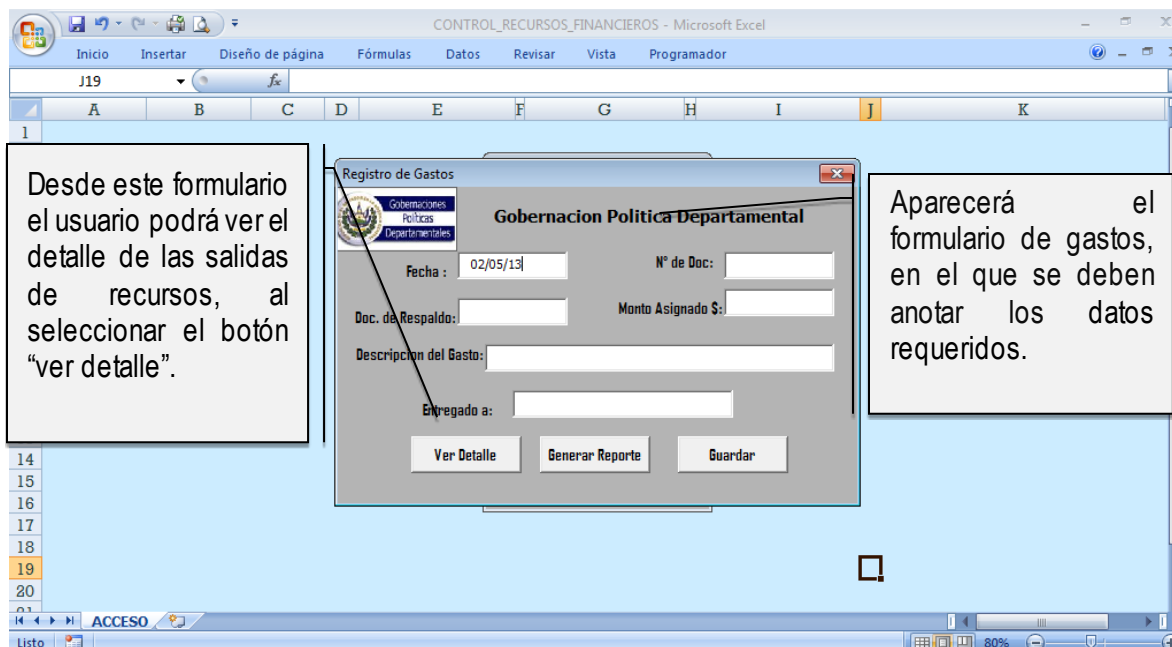 CONTROL_RECURSOS_FINANCIEROS - Microsoft Excel
Inicio Insertar Diseño de página Fórmulas Datos Revisar Vista Programador
J19 fx
A B C D E F G H I J K
1
Desde este formulario
el usuario podrá ver el
detalle de las salidas
de recursos, al
seleccionar el botón
“ver detalle”.
Registro de Gastos
Gobernaciones
Políticas
Departamentales
Gobernacion Politica Departamental
Fecha : 02/05/13 N° de Doc:
Doc. de Respaldo: Monto Asignado $:
Descripcion del Gasto:
Entregado a:
Ver Detalle Generar Reporte Guardar
Aparecerá el
formulario de gastos,
en el que se deben
anotar los datos
requeridos.
14
15
16
17
18
19
20
21
ACCESO
Listo 80%